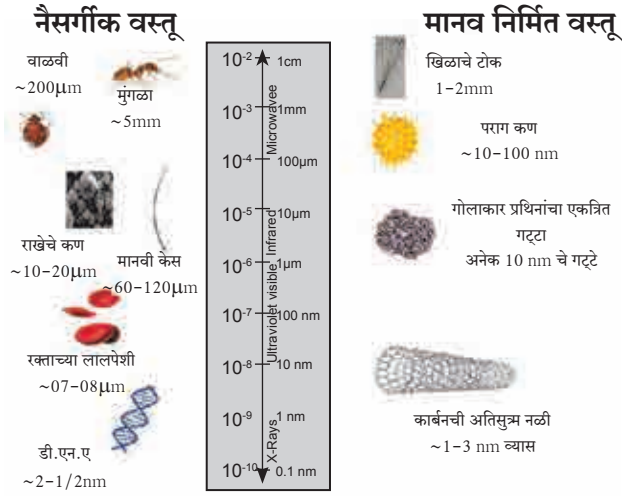 नैसर्गीक वस्तू
वाळवी
~200µm
मुंगळा
~5mm
राखेचे कण
~10-20µm
मानवी केस
~60-120µm
रक्ताच्या लालपेशी
~07-08µm
डी.एन.ए
~2-1/2nm
10-2 1cm
10-3 1mm
10-4 100µm
10-5 10µm
10-6 1µm
10-7 100 nm
10-8 10 nm
10-9 1 nm
10-10 0.1 nm
Microwavee
Infrared
Ultraviolet visible
X-Rays
मानव निर्मित वस्तू
खिळाचे टोक
1-2mm
पराग कण
~10-100 nm
गोलाकार प्रथिनांचा एकत्रित
गट्टा
अनेक 10 nm चे गट्टे
कार्बनची अतिसुत्र्म नळी
~1-3 nm व्यास